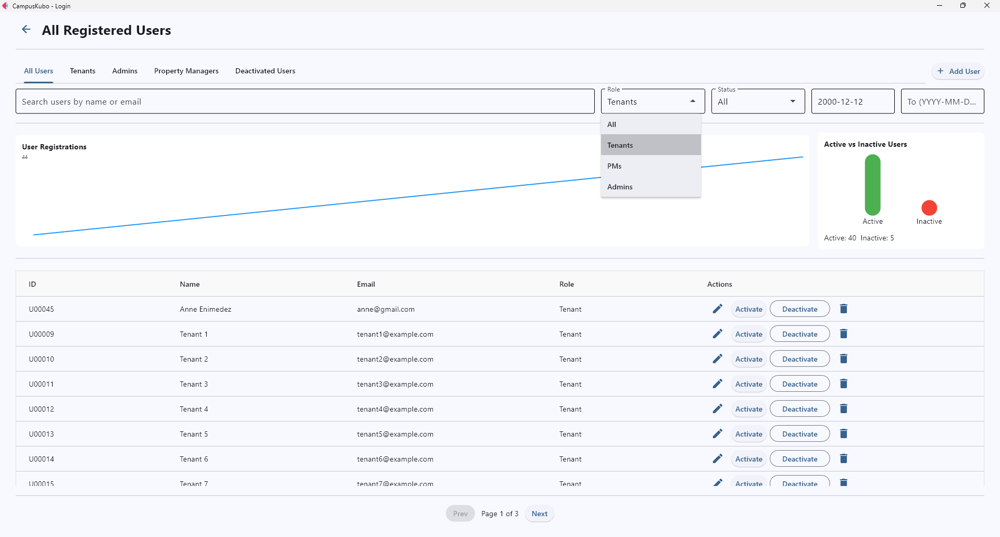 CampusKubo - Login
All Registered Users
All Users Tenants Admins Property Managers Deactivated Users + Add User
Role Status
Search users by name or email Tenants All 2000-12-12 To (YYYY-MM-D...
All
Tenants
PMs
Admins
User Registrations
44
Active vs Inactive Users
Active Inactive
Active: 40 Inactive: 5
ID Name Email Role Actions
U00045 Anne Enimedez anne@gmail.com Tenant Activate Deactivate
U00009 Tenant 1 tenant1@example.com Tenant Activate Deactivate
U00010 Tenant 2 tenant2@example.com Tenant Activate Deactivate
U00011 Tenant 3 tenant3@example.com Tenant Activate Deactivate
U00012 Tenant 4 tenant4@example.com Tenant Activate Deactivate
U00013 Tenant 5 tenant5@example.com Tenant Activate Deactivate
U00014 Tenant 6 tenant6@example.com Tenant Activate Deactivate
U00015 Tenant 7 tenant7@example.com Tenant Activate Deactivate
Prev Page 1 of 3 Next